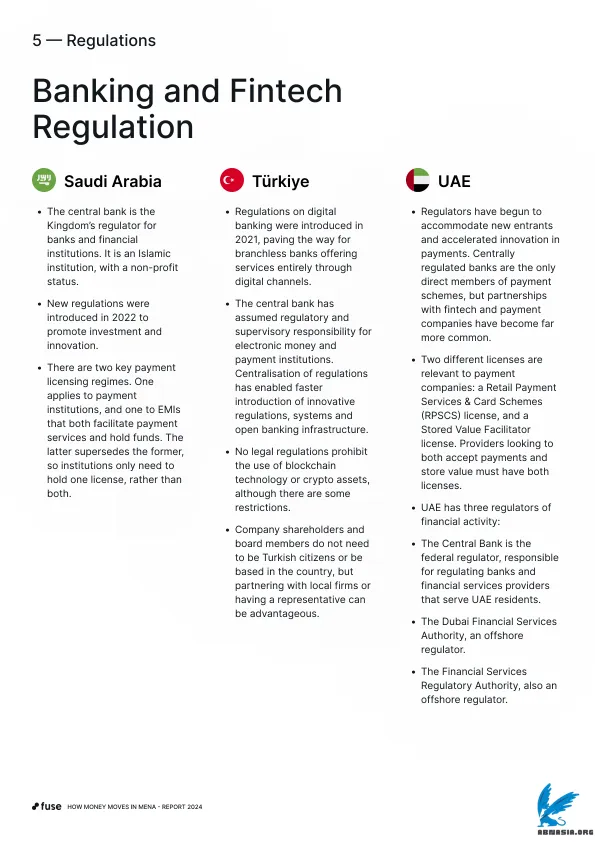 5 — Regulations
Banking and Fintech
Regulation
Saudi Arabia
• The central bank is the
Kingdom’s regulator for
banks and financial
institutions. It is an Islamic
institution, with a non-profit
status.
• New regulations were
introduced in 2022 to
promote investment and
innovation.
• There are two key payment
licensing regimes. One
applies to payment
institutions, and one to EMIs
that both facilitate payment
services and hold funds. The
latter supersedes the former,
so institutions only need to
hold one license, rather than
both.
Türkiye
• Regulations on digital
banking were introduced in
2021, paving the way for
branchless banks offering
services entirely through
digital channels.
• The central bank has
assumed regulatory and
supervisory responsibility for
electronic money and
payment institutions.
Centralisation of regulations
has enabled faster
introduction of innovative
regulations, systems and
open banking infrastructure.
• No legal regulations prohibit
the use of blockchain
technology or crypto assets,
although there are some
restrictions.
• Company shareholders and
board members do not need
to be Turkish citizens or be
based in the country, but
partnering with local firms or
having a representative can
be advantageous.
UAE
• Regulators have begun to
accommodate new entrants
and accelerated innovation in
payments. Centrally
regulated banks are the only
direct members of payment
schemes, but partnerships
with fintech and payment
companies have become far
more common.
• Two different licenses are
relevant to payment
companies: a Retail Payment
Services & Card Schemes
(RPSCS) license, and a
Stored Value Facilitator
license. Providers looking to
both accept payments and
store value must have both
licenses.
• UAE has three regulators of
financial activity:
• The Central Bank is the
federal regulator, responsible
for regulating banks and
financial services providers
that serve UAE residents.
• The Dubai Financial Services
Authority, an offshore
regulator.
• The Financial Services
Regulatory Authority, also an
offshore regulator.
fuse HOW MONEY MOVES IN MENA - REPORT 2024
ABNASIA.ORG